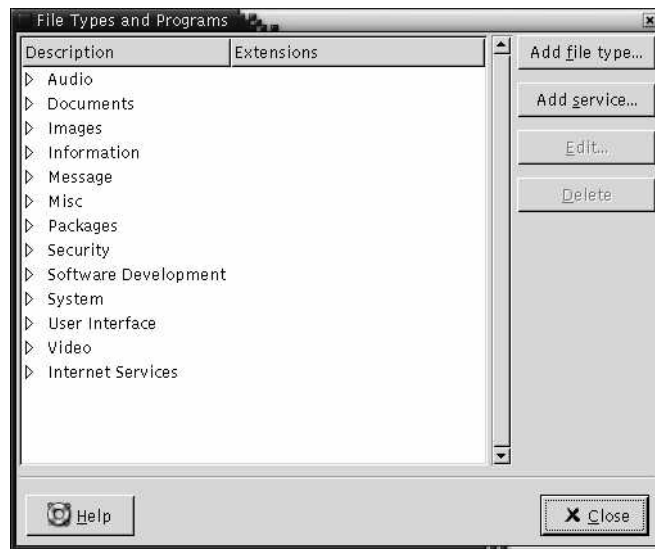 File Types and Programs
Description Extensions
Audio
Documents
Images
Information
Message
Misc
Packages
Security
Software Development
System
User Interface
Video
Internet Services
Add file type...
Add service...
Edit...
Delete
Help
Close